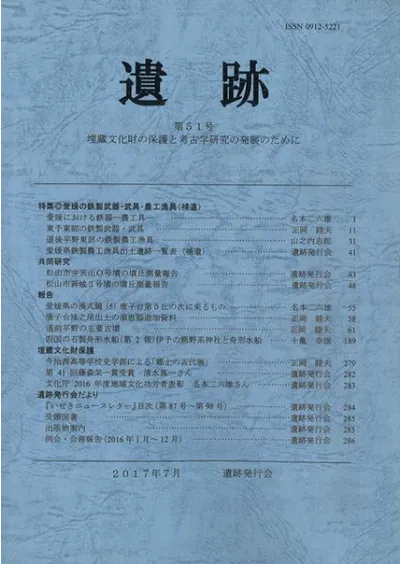 ISSN 0912-5221
遺跡
第51号
埋蔵文化財の保護と考古学研究の発展のために
特集◎愛媛の鉄製武器・武具・農工漁具(補遺)
愛媛における鉄器―農工具 名本二六雄 1
東予東部の鉄製武器・武具 正岡睦夫 11
道後平野東部の鉄製農工漁具 山之内志郎 31
愛媛県鉄製農工漁具出土遺跡一覧表(補遺) 遺跡発行会 41
共同研究
松山市弁天山〇号墳の墳丘測量報告 遺跡発行会 43
松山市新城3号墳の墳丘測量報告 遺跡発行会 48
報告
愛媛県の漢式鏡(5)唐子台第5丘の次に来るもの 名本二六雄 55
唐子台雉之尾出土の須恵器追加資料 正岡睦夫 58
道前平野の主要古墳 正岡睦夫 61
四国の石製舟形水船(第2報)伊予の熊野系神社と舟形水船 十亀幸雄 189
埋蔵文化財保護
今治西高等学校史学部による「郷土の古代展」 正岡睦夫 279
第41回藤森栄一賞受賞 清水真一さん 遺跡発行会 282
文化庁2016年度地域文化功労者表彰 名本二六雄さん 遺跡発行会 283
遺跡発行会だより
『いせきニュースレター』目次(第87号~第98号) 遺跡発行会 284
受贈図書 遺跡発行会 285
出版物案内 遺跡発行会 285
例会・会務報告(2016年1月~12月) 遺跡発行会 286
2017年7月 遺跡発行会